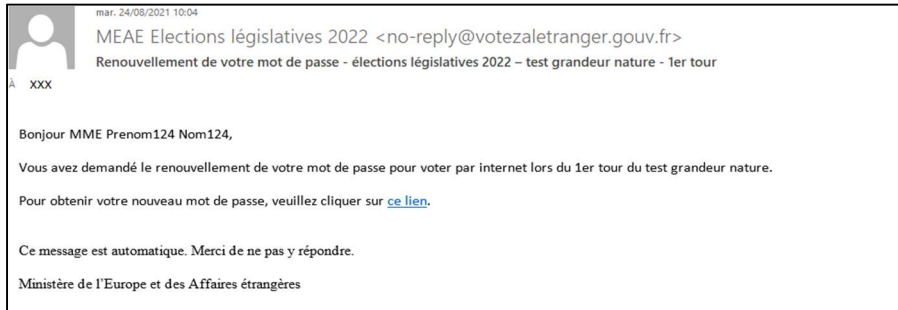 mar. 24/08/2021 10:04
MEAE Elections législatives 2022 <no-reply@votezaletranger.gouv.fr>
Renouvellement de votre mot de passe - élections législatives 2022 – test grandeur nature - 1er tour
À XXX
Bonjour MME Prenom124 Nom124,
Vous avez demandé le renouvellement de votre mot de passe pour voter par internet lors du 1er tour du test grandeur nature.
Pour obtenir votre nouveau mot de passe, veuillez cliquer sur ce lien.
Ce message est automatique. Merci de ne pas y répondre.
Ministère de l'Europe et des Affaires étrangères